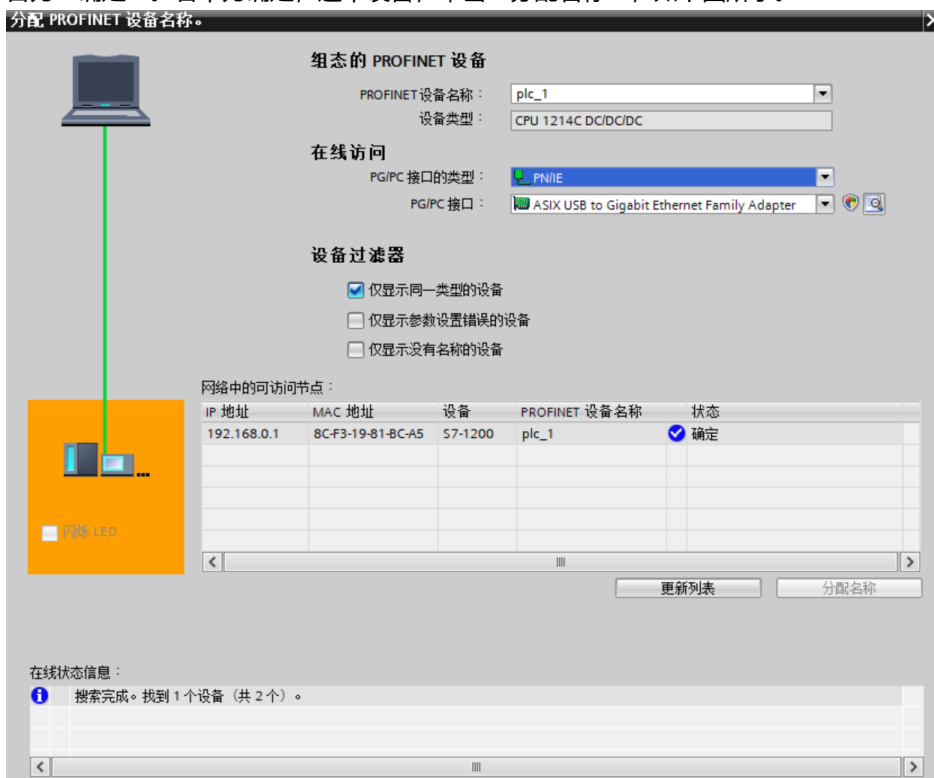 分配 PROFINET 设备名称。
组态的 PROFINET 设备
PROFINET设备名称：
plc_1
设备类型：
CPU 1214C DC/DC/DC
在线访问
PG/PC 接口的类型：
PN/IE
PG/PC 接口：
ASIX USB to Gigabit Ethernet Family Adapter
设备过滤器
仅显示同一类型的设备
仅显示参数设置错误的设备
仅显示没有名称的设备
网络中的可访问节点：
IP 地址 MAC 地址 设备 PROFINET 设备名称 状态
192.168.0.1 8C-F3-19-81-BC-A5 S7-1200 plc_1 确定
闪烁 LED
更新列表 分配名称
在线状态信息：
搜索完成。找到 1 个设备（共 2 个）。